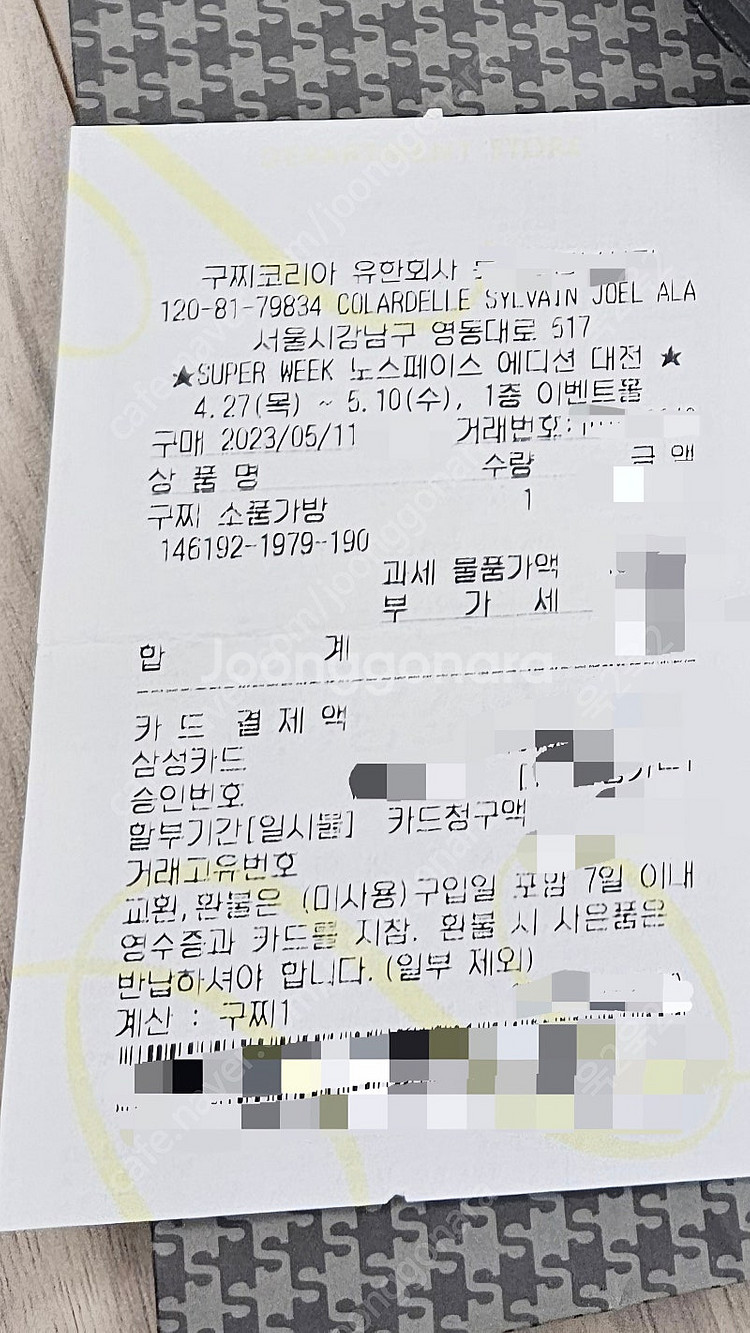 구찌코리아 유한회사
120-81-79834 COLARDELLE SYLVAIN JOEL ALA
서울시강남구 영동대로 517
★SUPER WEEK 노스페이스 에디션 대전 ★
4.27(목) ~ 5.10(수), 1층 이벤트몰
구매 2023/05/11 거래번호:
상 품 명 수량 금 액
구찌 소품가방 1
146192-1979-190
과세 물품가액
부 가 세
합 계
Joonggonara
카 드 결 제 액
삼성카드
승인번호
할부기간[일시불] 카드청구액
거래고유번호
교환,환불은 (미사용)구입일 포함 7일 이내
영수증과 카드를 지참. 환불 시 사은품은
반납하셔야 합니다.(일부 제외)
계산 : 구찌1